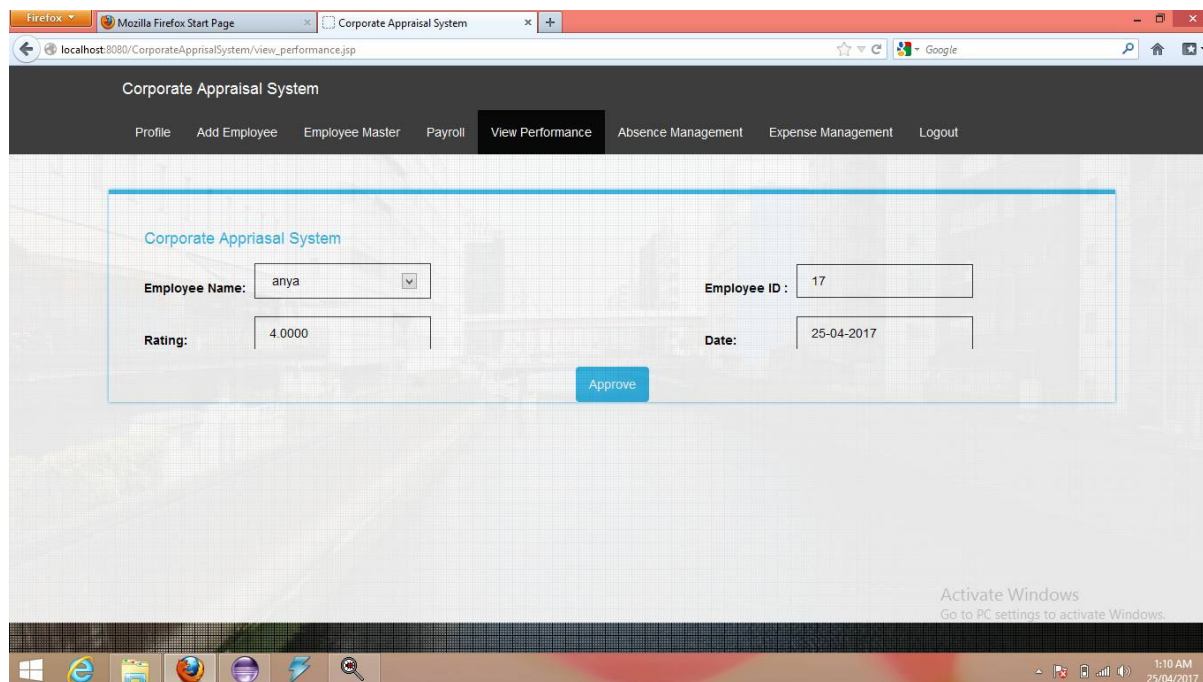 Firefox
Mozilla Firefox Start Page
Corporate Appraisal System
localhost:8080/CorporateApprisalSystem/view_performance.jsp
Google
Corporate Appraisal System
Profile Add Employee Employee Master Payroll View Performance Absence Management Expense Management Logout
Corporate Appriasal System
Employee Name: anya Employee ID : 17
Rating: 4.0000 Date: 25-04-2017
Approve
Activate Windows
Go to PC settings to activate Windows.
1:10 AM
25/04/2017